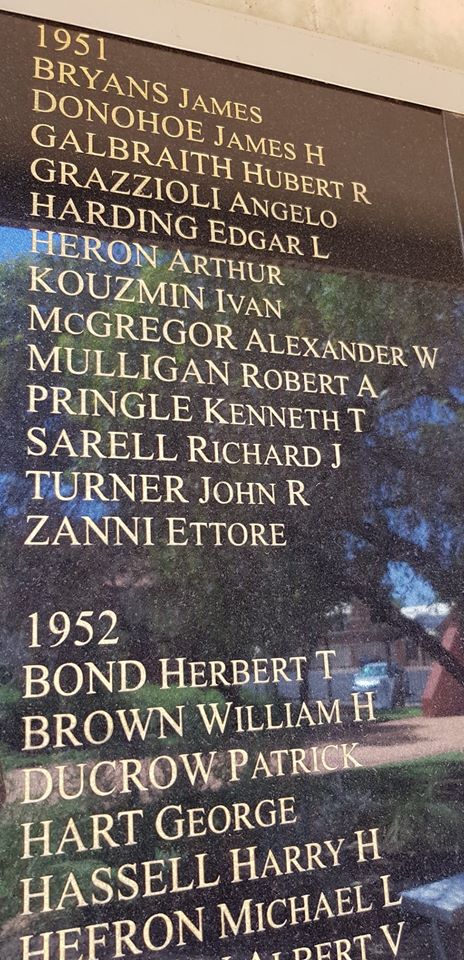 1951
BRYANS JAMES
DONOHOE JAMES H
GALBRAITH HUBERT R
GRAZZIOLI ANGELO
HARDING EDGAR L
HERON ARTHUR
KOUZMIN IVAN
McGREGOR ALEXANDER W
MULLIGAN ROBERT A
PRINGLE KENNETH T
SARELL RICHARD J
TURNER JOHN R
ZANNI ETTORE
1952
BOND HERBERT T
BROWN WILLIAM H
DUCROW PATRICK
HART GEORGE
HASSELL HARRY H
HEFRON MICHAEL L
ALBERT V